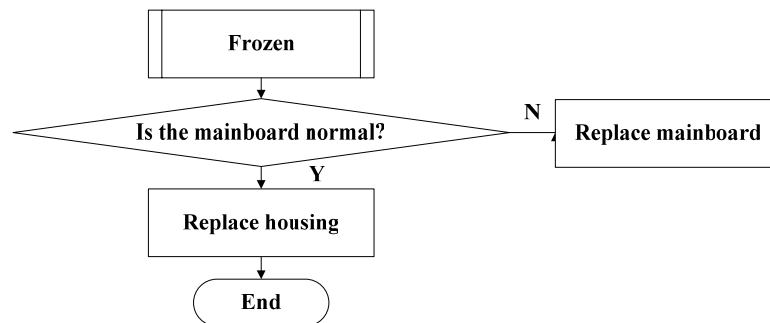 Frozen
Is the mainboard normal?
N
Replace mainboard
Y
Replace housing
End